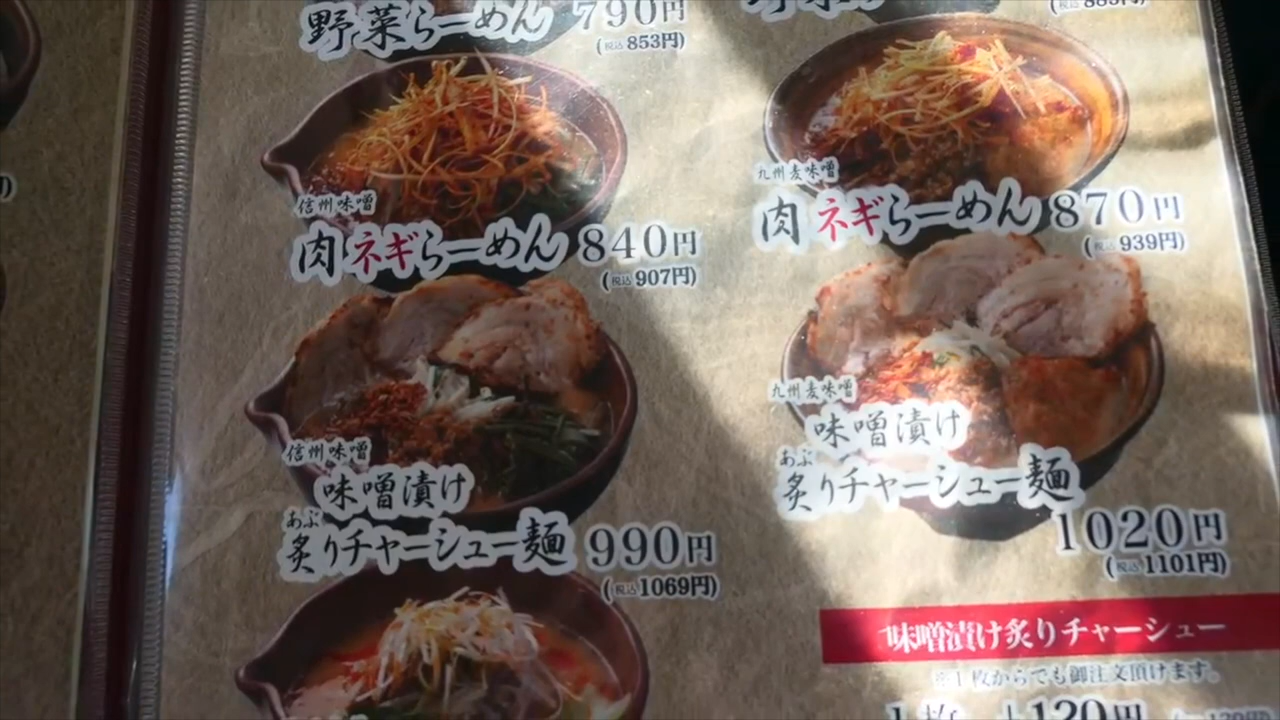 野菜らーめん 790円
(税込853円)
信州味噌
肉ネギらーめん 840円
(税込907円)
信州味噌
味噌漬け
あぶ
炙りチャーシュー麺 990円
(税込1069円)
九州麦味噌
肉ネギらーめん 870円
(税込939円)
九州麦味噌
味噌漬け
あぶ
炙りチャーシュー麺
1020円
(税込1101円)
味噌漬け炙りチャーシュー
※1枚からでも御注文頂けます。
1枚 +120円